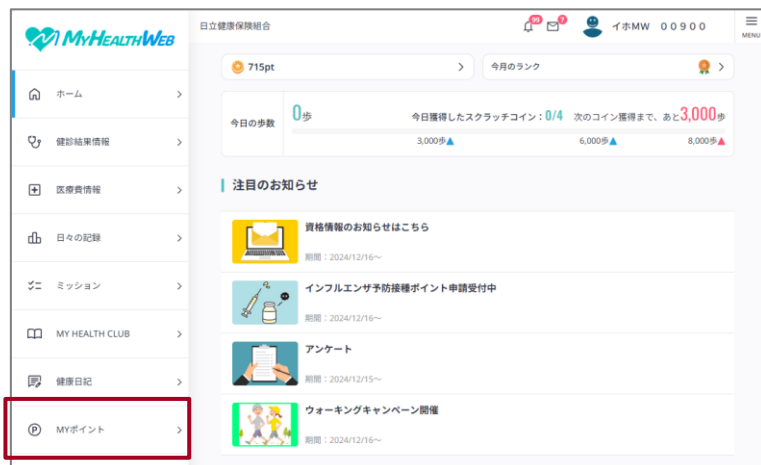 MYHEALTHWEB
日立健康保険組合
99
7
イホMW 00900
MENU
715pt
今月のランク
今日の歩数
0歩
今日獲得したスクラッチコイン：0/4 次のコイン獲得まで、あと3,000歩
3,000歩▲ 6,000歩▲ 8,000歩▲
ホーム
健診結果情報
医療費情報
日々の記録
ミッション
MY HEALTH CLUB
健康日記
MYポイント
注目のお知らせ
資格情報のお知らせはこちら
期間：2024/12/16～
インフルエンザ予防接種ポイント申請受付中
期間：2024/12/16～
アンケート
期間：2024/12/15～
ウォーキングキャンペーン開催
期間：2024/12/16～